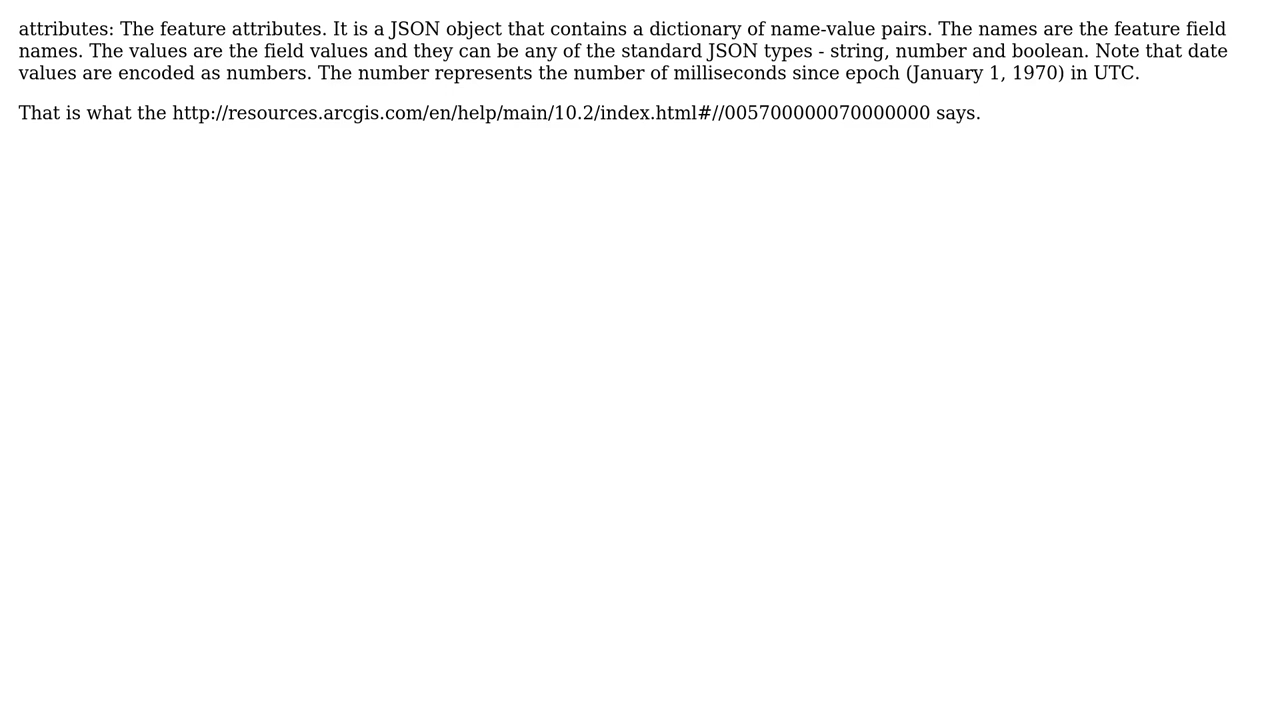 attributes: The feature attributes. It is a JSON object that contains a dictionary of name-value pairs. The names are the feature field
names. The values are the field values and they can be any of the standard JSON types - string, number and boolean. Note that date
values are encoded as numbers. The number represents the number of milliseconds since epoch (January 1, 1970) in UTC.
That is what the http://resources.arcgis.com/en/help/main/10.2/index.html#//005700000070000000 says.